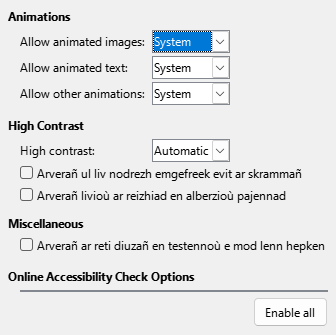 Animations
Allow animated images: System
Allow animated text: System
Allow other animations: System
High Contrast
High contrast: Automatic
Arverañ ul liv nodrezh emgefreek evit ar skrammañ
Arverañ livioù ar reizhiad en alberzioù pajennad
Miscellaneous
Arverañ ar reti diuzañ en testennoù e mod lenn hepken
Online Accessibility Check Options
Enable all